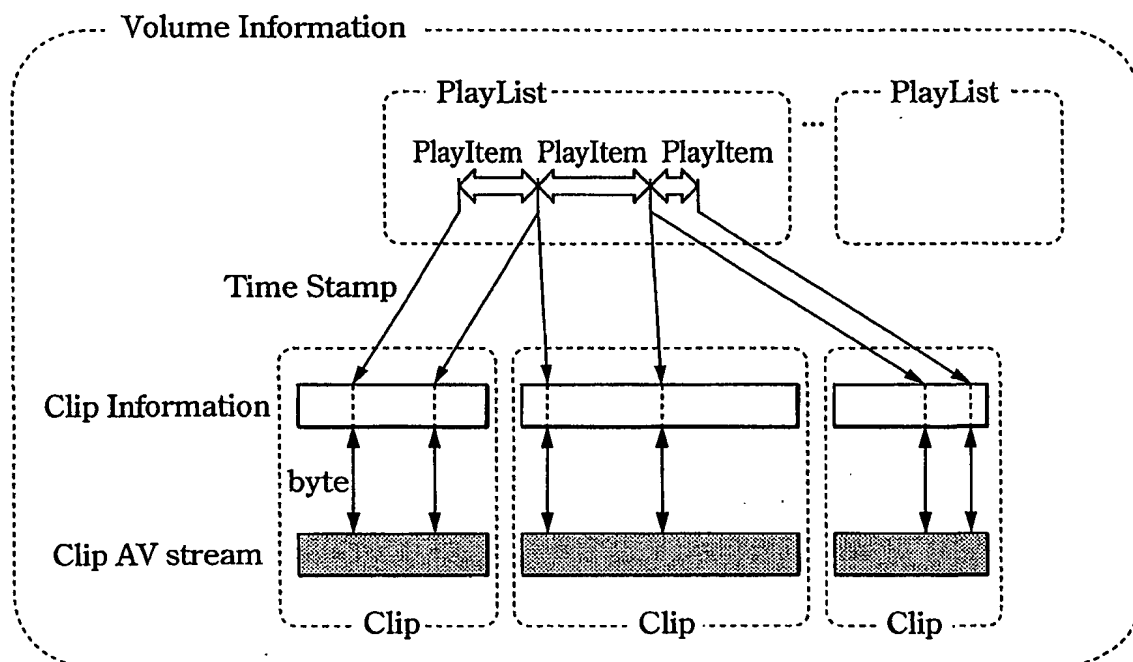 Volume Information
PlayList
...
PlayList
PlayItem PlayItem PlayItem
Time Stamp
Clip Information
byte
Clip AV stream
Clip
Clip
Clip